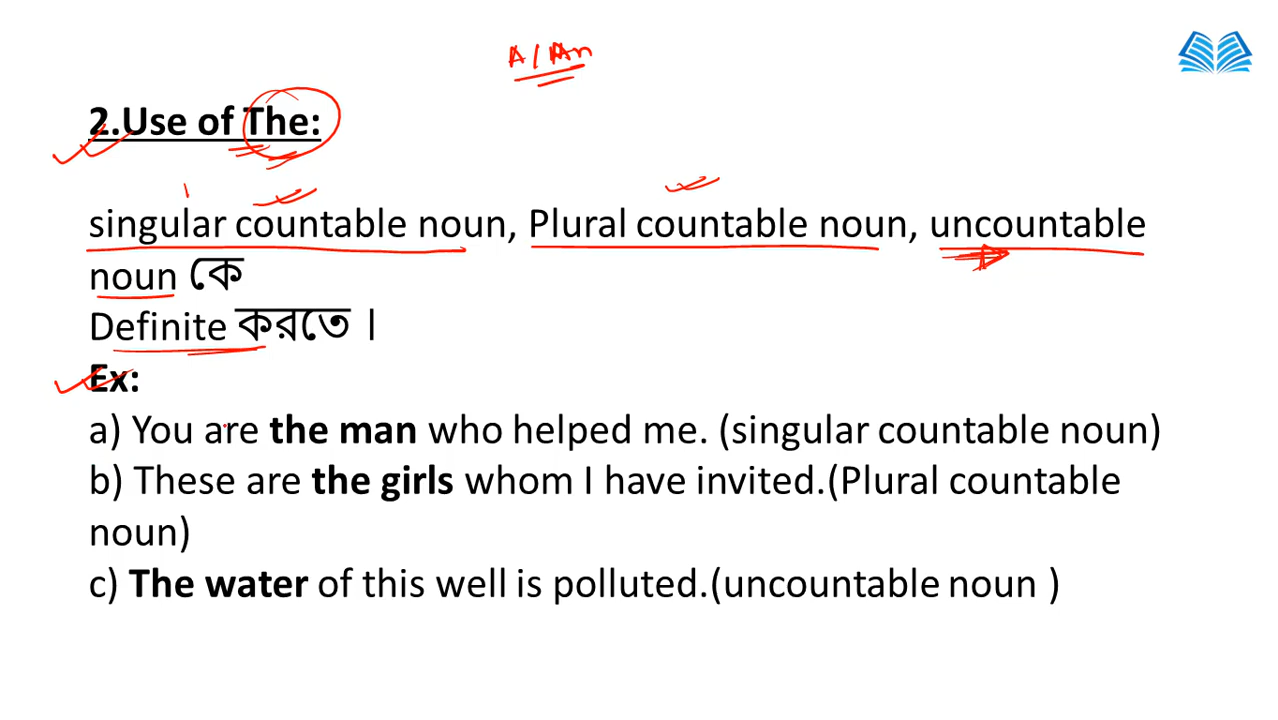 A/An
2.Use of The:
singular countable noun, Plural countable noun, uncountable
noun কে
Definite করতে ।
Ex:
a) You are the man who helped me. (singular countable noun)
b) These are the girls whom I have invited.(Plural countable
noun)
c) The water of this well is polluted.(uncountable noun )